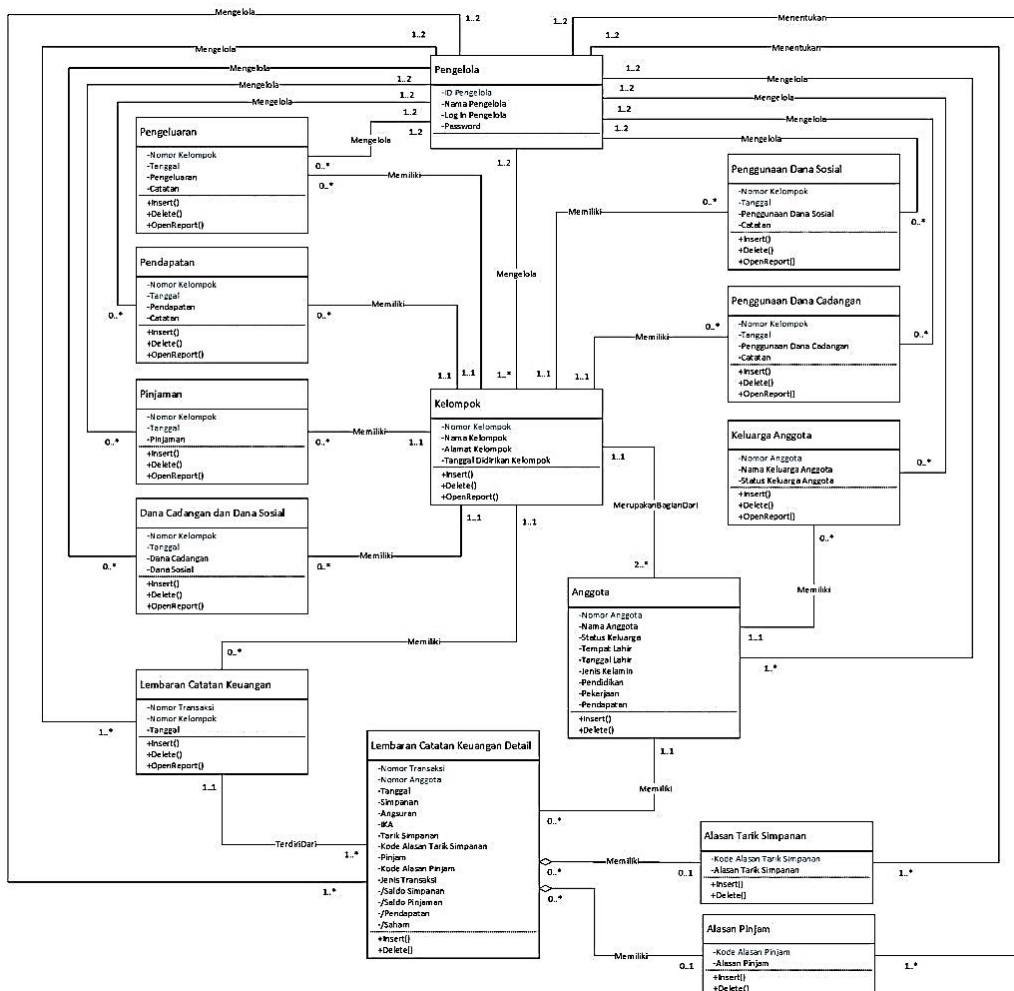 Mengelola
1..2
1..2
Menentukan
Mengelola
1..2
1..2
Menentukan
Mengelola
1..2
1..2
Mengelola
Mengelola
1..2
1..2
Mengelola
Mengelola
1..2
1..2
Mengelola
Mengelola
1..2
1..2
Mengelola
1..2
Pengelola
-ID Pengelola
-Nama Pengelola
-Log In Pengelola
-Password
Pengeluaran
-Nomor Kelompok
-Tanggal
-Pengeluaran
-Catatan
+Insert()
+Delete()
+OpenReport()
0..*
0..*
Memiliki
Penggunaan Dana Sosial
-Nomor Kelompok
-Tanggal
-Penggunaan Dana Sosial
-Catatan
+Insert()
+Delete()
+OpenReport()
Memiliki
0..*
0..*
Mengelola
Pendapatan
-Nomor Kelompok
-Tanggal
-Pendapatan
-Catatan
+Insert()
+Delete()
+OpenReport()
0..*
0..*
Memiliki
Penggunaan Dana Cadangan
-Nomor Kelompok
-Tanggal
-Penggunaan Dana Cadangan
-Catatan
+Insert()
+Delete()
+OpenReport()
Memiliki
0..*
0..*
1..1
1..1
1..*
1..1
1..1
Pinjaman
-Nomor Kelompok
-Tanggal
-Pinjaman
+Insert()
+Delete()
+OpenReport()
0..*
0..*
Memiliki
1..1
Kelompok
-Nomor Kelompok
-Nama Kelompok
-Alamat Kelompok
-Tanggal Didirikan Kelompok
+Insert()
+Delete()
+OpenReport()
1..1
1..1
1..1
Keluarga Anggota
-Nomor Anggota
-Nama Keluarga Anggota
-Status Keluarga Anggota
+Insert()
+Delete()
+OpenReport()
0..*
0..*
Dana Cadangan dan Dana Sosial
-Nomor Kelompok
-Tanggal
-Dana Cadangan
-Dana Sosial
+Insert()
+Delete()
+OpenReport()
0..*
0..*
Memiliki
MerupakanBagianDari
2..*
Memiliki
Anggota
-Nomor Anggota
-Nama Anggota
-Status Keluarga
-Tempat Lahir
-Tanggal Lahir
-Jenis Kelamin
-Pendidikan
-Pekerjaan
-Pendapatan
+Insert()
+Delete()
1..1
1..*
1..1
Memiliki
0..*
Lembaran Catatan Keuangan
-Nomor Transaksi
-Nomor Kelompok
-Tanggal
+Insert()
+Delete()
+OpenReport()
1..*
1..1
TerdiriDari
1..*
1..*
Lembaran Catatan Keuangan Detail
-Nomor Transaksi
-Nomor Anggota
-Tanggal
-Simpanan
-Angsuran
-IKA
-Tarik Simpanan
-Kode Alasan Tarik Simpanan
-Pinjam
-Kode Alasan Pinjam
-Jenis Transaksi
-/Saldo Simpanan
-/Saldo Pinjaman
-/Pendapatan
-/Saham
+Insert()
+Delete()
Memiliki
0..*
0..*
0..*
Memiliki
0..1
Alasan Tarik Simpanan
-Kode Alasan Tarik Simpanan
-Alasan Tarik Simpanan
+Insert()
+Delete()
1..*
Memiliki
0..1
Alasan Pinjam
-Kode Alasan Pinjam
-Alasan Pinjam
+Insert()
+Delete()
1..*